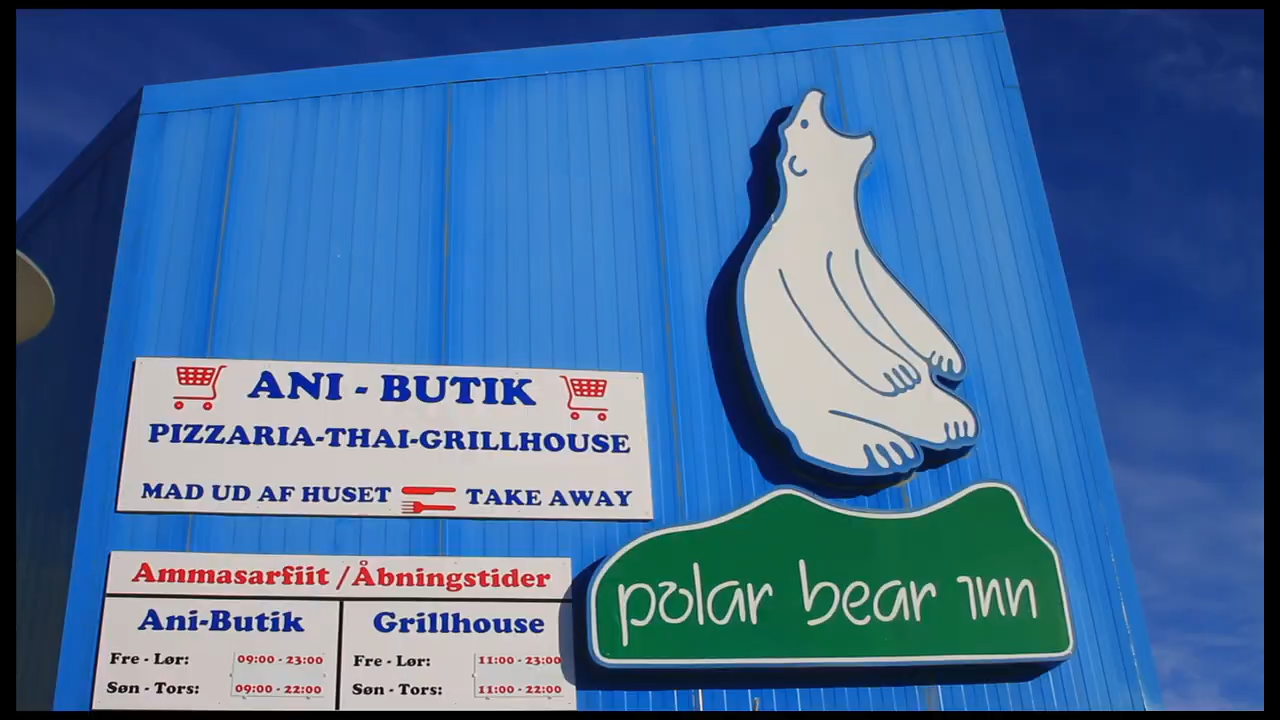 ANI - BUTIK
PIZZARIA-THAI-GRILLHOUSE
MAD UD AF HUSET TAKE AWAY
polar bear inn
Ammasarfiit / Åbningstider
Ani-Butik
Fre - Lør: 09:00 - 23:00
Søn - Tors: 09:00 - 22:00
Grillhouse
Fre - Lør: 11:00 - 23:00
Søn - Tors: 11:00 - 22:00